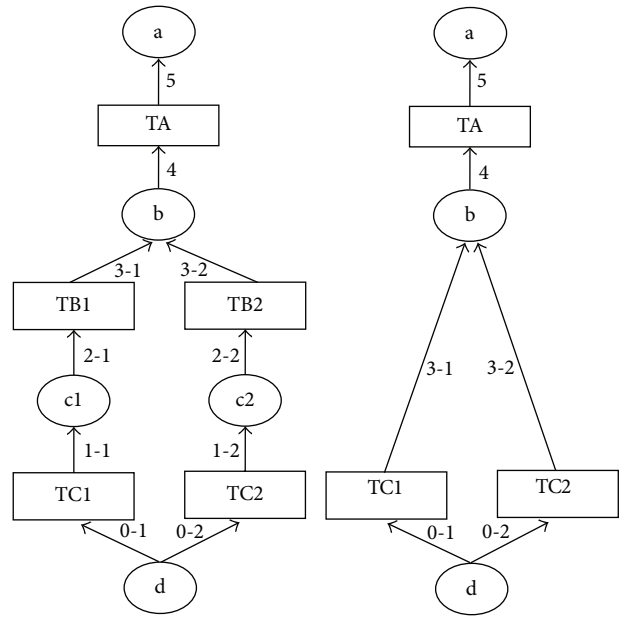 a
5
TA
4
b
3-1 3-2
TB1 TB2
2-1 2-2
c1 c2
1-1 1-2
TC1 TC2
0-1 0-2
d
a
5
TA
4
b
3-1 3-2
TC1 TC2
0-1 0-2
d